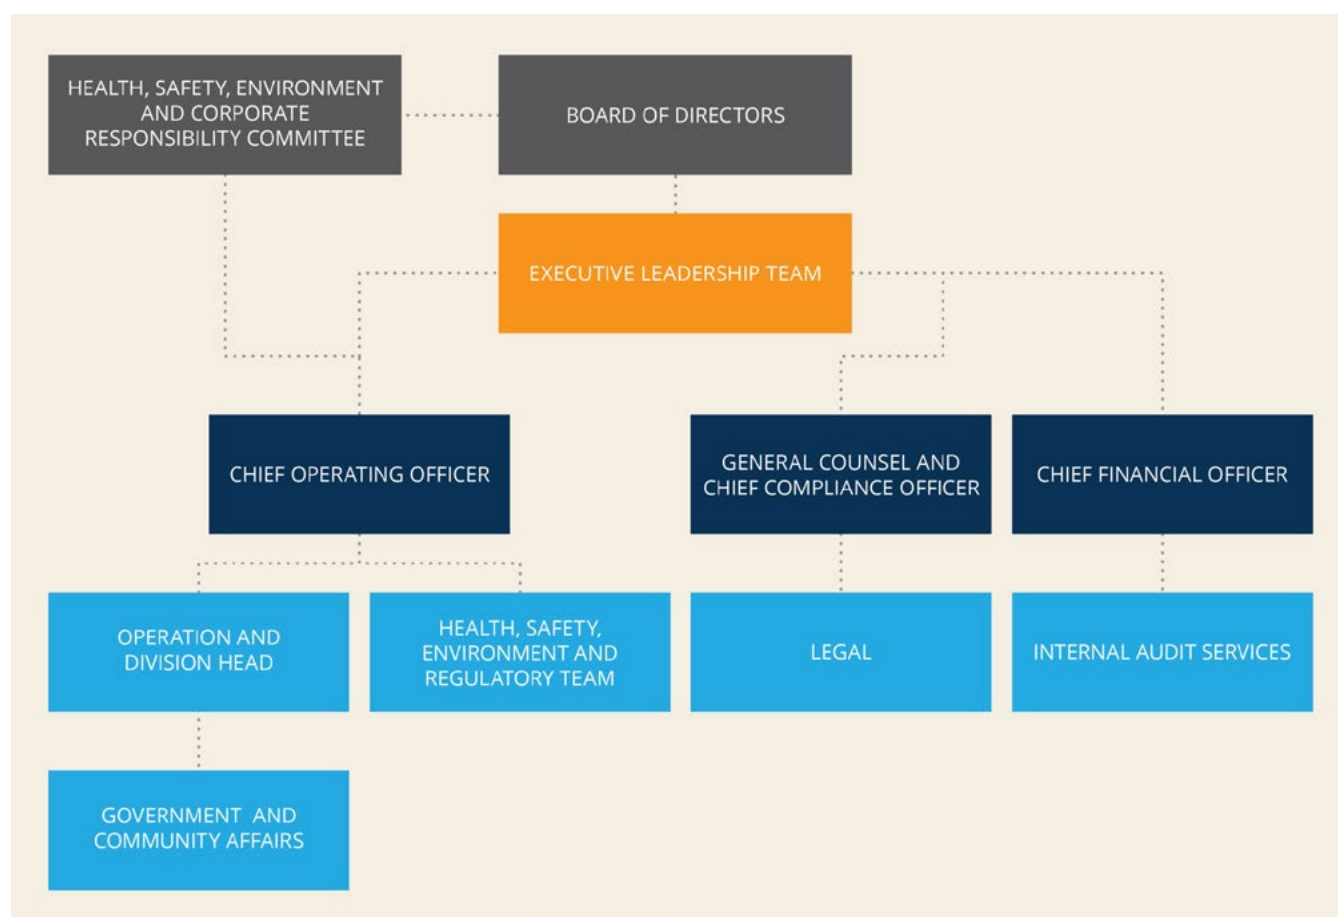 HEALTH, SAFETY, ENVIRONMENT
AND CORPORATE
RESPONSIBILITY COMMITTEE
BOARD OF DIRECTORS
EXECUTIVE LEADERSHIP TEAM
CHIEF OPERATING OFFICER
GENERAL COUNSEL AND
CHIEF COMPLIANCE OFFICER
CHIEF FINANCIAL OFFICER
OPERATION AND
DIVISION HEAD
HEALTH, SAFETY,
ENVIRONMENT AND
REGULATORY TEAM
LEGAL
INTERNAL AUDIT SERVICES
GOVERNMENT AND
COMMUNITY AFFAIRS